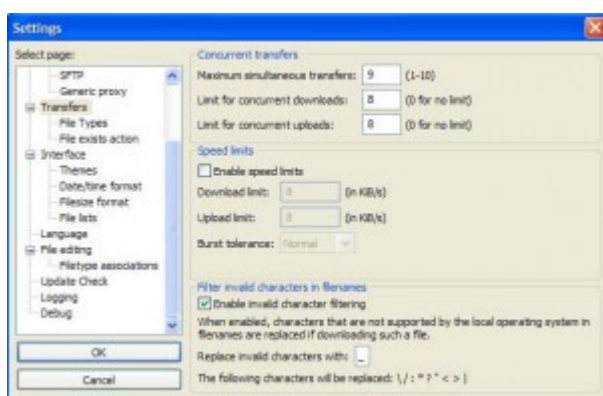 Settings
Select page:
SFTP
Generic proxy
Transfers
File Types
File exists action
Interface
Themes
Date/time format
Filesize format
File lists
Language
File editing
Filetype associations
Update Check
Logging
Debug
OK
Cancel
Concurrent transfers
Maximum simultaneous transfers: 9 (1-10)
Limit for concurrent downloads: 8 (0 for no limit)
Limit for concurrent uploads: 8 (0 for no limit)
Speed limits
Enable speed limits
Download limit: (in KiB/s)
Upload limit: (in KiB/s)
Burst tolerance: Normal
Filter invalid characters in filenames
Enable invalid character filtering
When enabled, characters that are not supported by the local operating system in
filenames are replaced if downloading such a file.
Replace invalid characters with: _
The following characters will be replaced: \ / : * ? " < > |